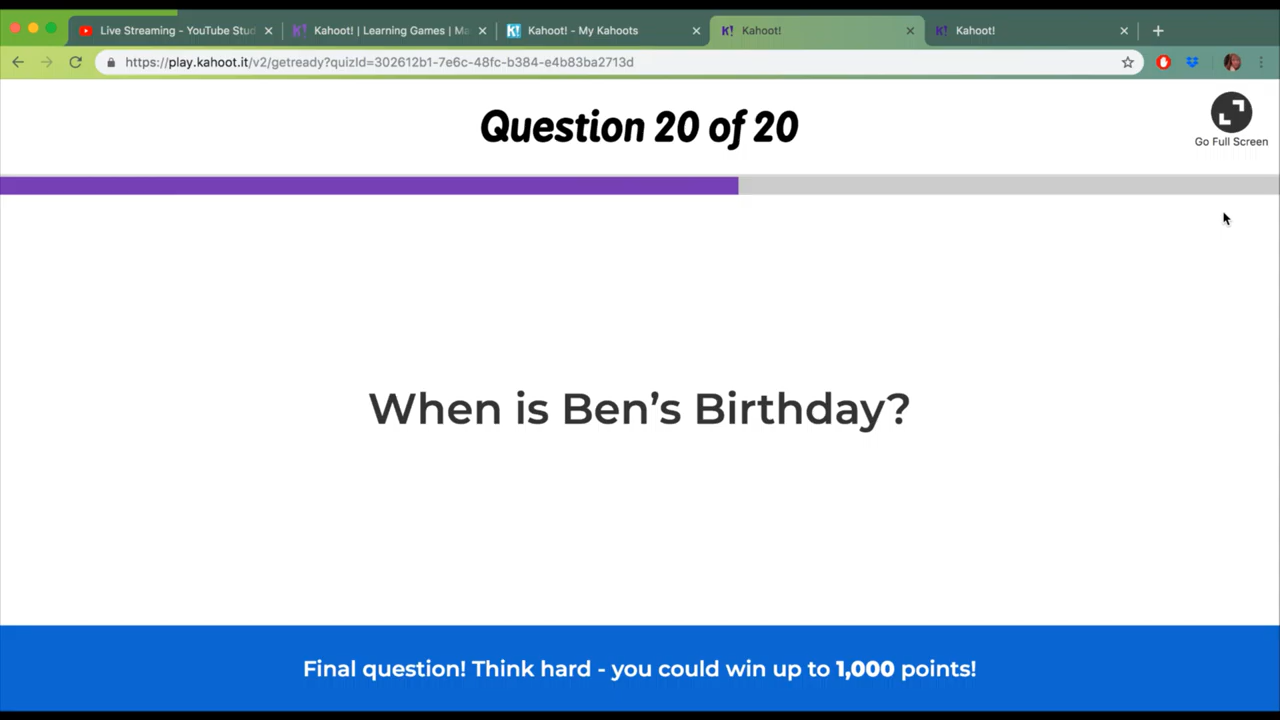 Live Streaming - YouTube Stud
Kahoot! | Learning Games | Ma
Kahoot! - My Kahoots
Kahoot!
Kahoot!
https://play.kahoot.it/v2/getready?quizId=302612b1-7e6c-48fc-b384-e4b83ba2713d
Question 20 of 20
Go Full Screen
When is Ben’s Birthday?
Final question! Think hard - you could win up to 1,000 points!